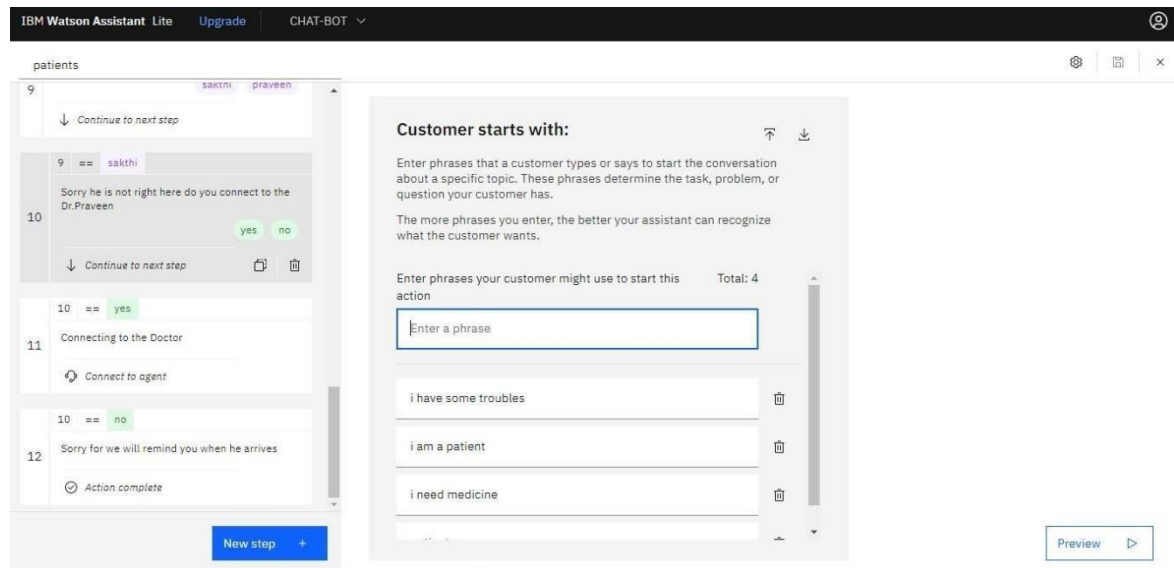 IBM Watson Assistant Lite Upgrade CHAT-BOT
patients
9
sakthi praveen
Continue to next step
9 == sakthi
Sorry he is not right here do you connect to the
Dr.Praveen
10
yes no
Continue to next step
10 == yes
Connecting to the Doctor
11
Connect to agent
10 == no
Sorry for we will remind you when he arrives
12
Action complete
New step +
Customer starts with:
Enter phrases that a customer types or says to start the conversation
about a specific topic. These phrases determine the task, problem, or
question your customer has.
The more phrases you enter, the better your assistant can recognize
what the customer wants.
Enter phrases your customer might use to start this
action
Total: 4
Enter a phrase
i have some troubles
i am a patient
i need medicine
Preview